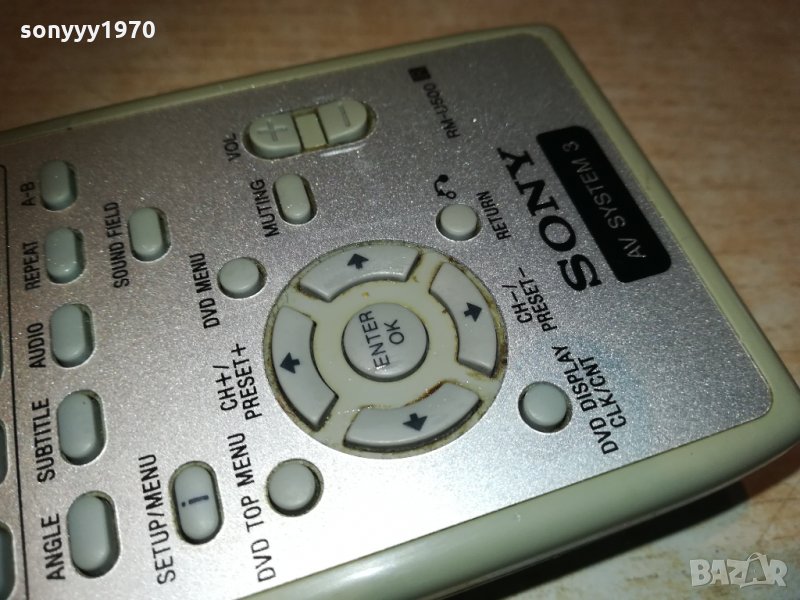 sonyyy1970
A-B
REPEAT
AUDIO
SUBTITLE
ANGLE
SOUND FIELD
SETUP/MENU
i
VOL
+
−
MUTING
DVD MENU
CH+/
PRESET+
DVD TOP MENU
ENTER
OK
RETURN
CH−/
PRESET−
DVD DISPLAY
CLK/CNT
RM-U500
SONY
AV SYSTEM 3
BAZAR